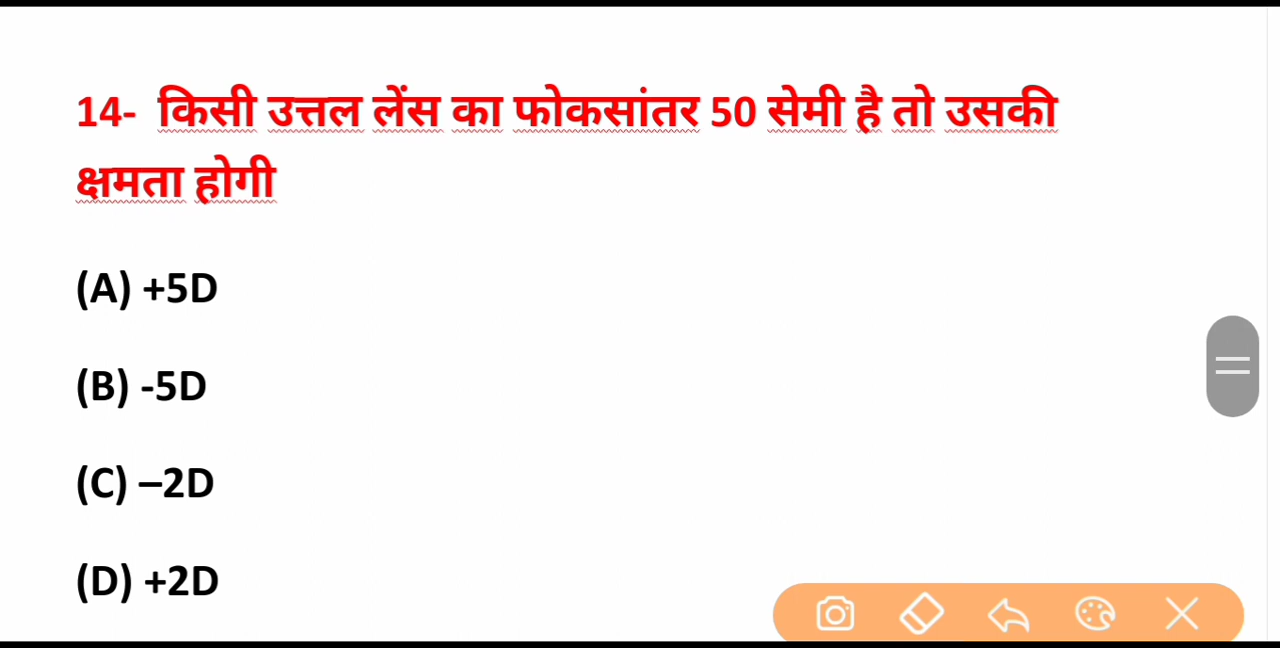 14- किसी उत्तल लेंस का फोकसांतर 50 सेमी है तो उसकी
क्षमता होगी
(A) +5D
(B) -5D
(C) –2D
(D) +2D